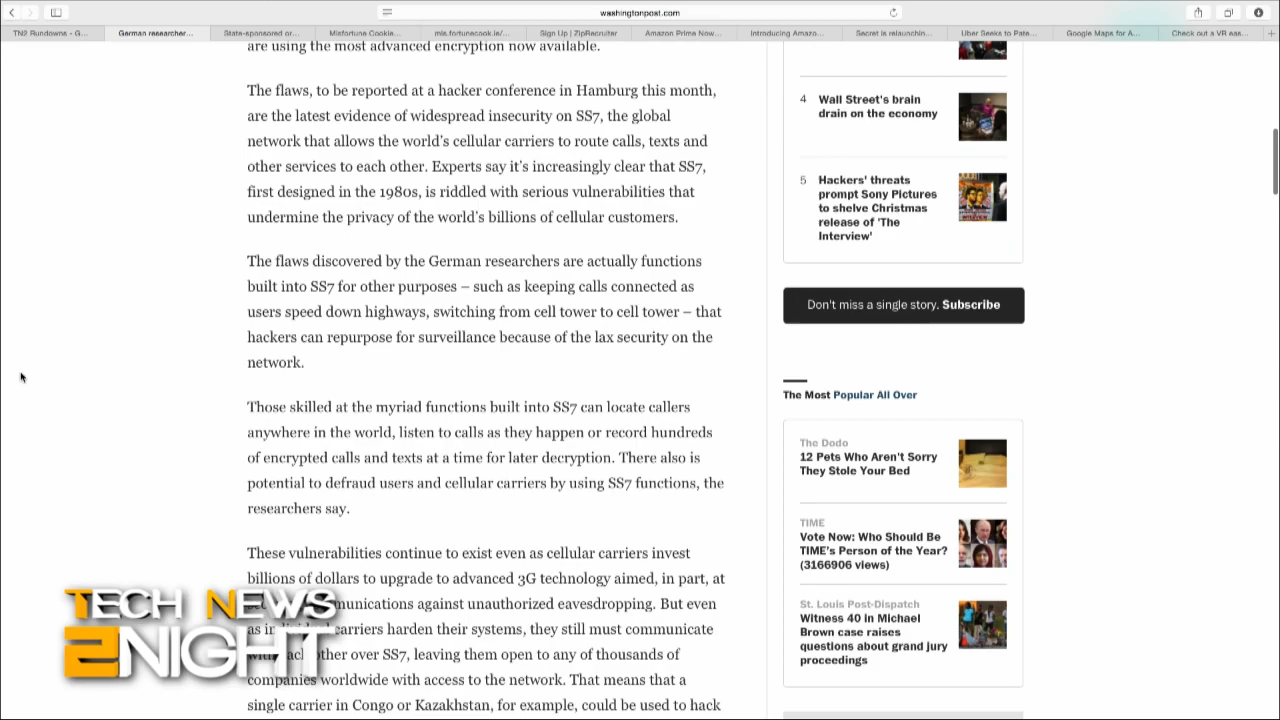 washingtonpost.com
TN2 Rundowns - G...
German researcher...
State-sponsored or...
Misfortune Cookie...
mis.fortunecook.ie/...
Sign Up | ZipRecruiter
Amazon Prime Now...
Introducing Amazo...
Secret is relaunchin...
Uber Seeks to Pate...
Google Maps for A...
Check out a VR eas...
are using the most advanced encryption now available.
The flaws, to be reported at a hacker conference in Hamburg this month,
are the latest evidence of widespread insecurity on SS7, the global
network that allows the world's cellular carriers to route calls, texts and
other services to each other. Experts say it's increasingly clear that SS7,
first designed in the 1980s, is riddled with serious vulnerabilities that
undermine the privacy of the world's billions of cellular customers.
The flaws discovered by the German researchers are actually functions
built into SS7 for other purposes – such as keeping calls connected as
users speed down highways, switching from cell tower to cell tower – that
hackers can repurpose for surveillance because of the lax security on the
network.
Those skilled at the myriad functions built into SS7 can locate callers
anywhere in the world, listen to calls as they happen or record hundreds
of encrypted calls and texts at a time for later decryption. There also is
potential to defraud users and cellular carriers by using SS7 functions, the
researchers say.
These vulnerabilities continue to exist even as cellular carriers invest
billions of dollars to upgrade to advanced 3G technology aimed, in part, at
munications against unauthorized eavesdropping. But even
carriers harden their systems, they still must communicate
other over SS7, leaving them open to any of thousands of
companies worldwide with access to the network. That means that a
single carrier in Congo or Kazakhstan, for example, could be used to hack
4 Wall Street's brain
drain on the economy
5 Hackers' threats
prompt Sony Pictures
to shelve Christmas
release of 'The
Interview'
Don't miss a single story. Subscribe
The Most Popular All Over
The Dodo
12 Pets Who Aren't Sorry
They Stole Your Bed
TIME
Vote Now: Who Should Be
TIME's Person of the Year?
(3166906 views)
St. Louis Post-Dispatch
Witness 40 in Michael
Brown case raises
questions about grand jury
proceedings
TECH NEWS
2NIGHT